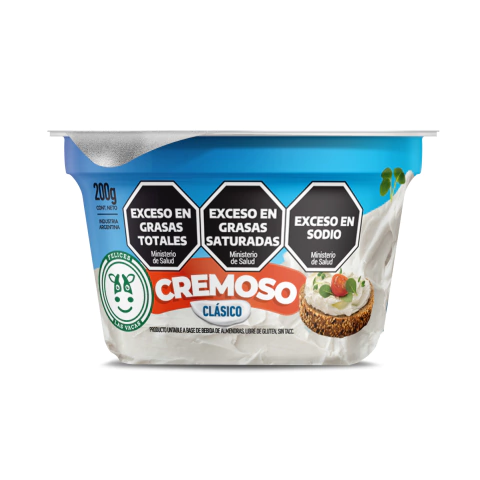 200g
CONT. NETO
INDUSTRIA
ARGENTINA
EXCESO EN
GRASAS
TOTALES
Ministerio
de Salud
EXCESO EN
GRASAS
SATURADAS
Ministerio
de Salud
EXCESO EN
SODIO
Ministerio
de Salud
FELICES
LAS VACAS
CREMOSO
CLÁSICO
PRODUCTO UNTABLE A BASE DE BEBIDA DE ALMENDRAS, LIBRE DE GLUTEN, SIN TACC.